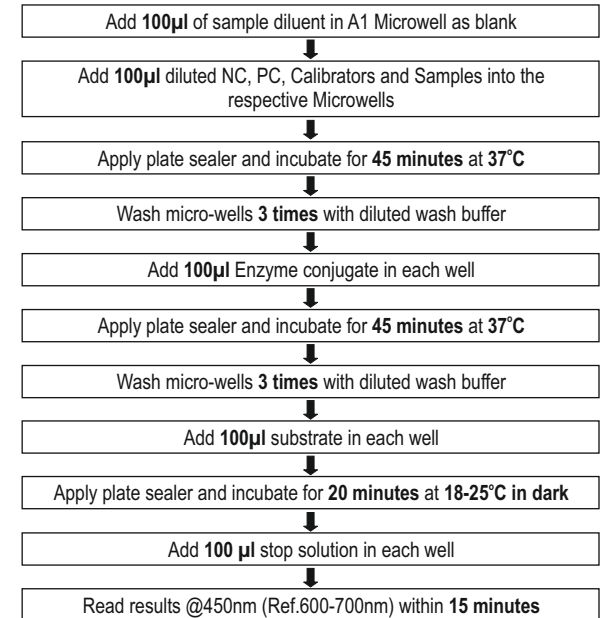 Add 100µl of sample diluent in A1 Microwell as blank
Add 100µl diluted NC, PC, Calibrators and Samples into the
respective Microwells
Apply plate sealer and incubate for 45 minutes at 37°C
Wash micro-wells 3 times with diluted wash buffer
Add 100µl Enzyme conjugate in each well
Apply plate sealer and incubate for 45 minutes at 37°C
Wash micro-wells 3 times with diluted wash buffer
Add 100µl substrate in each well
Apply plate sealer and incubate for 20 minutes at 18-25°C in dark
Add 100 µl stop solution in each well
Read results @450nm (Ref.600-700nm) within 15 minutes